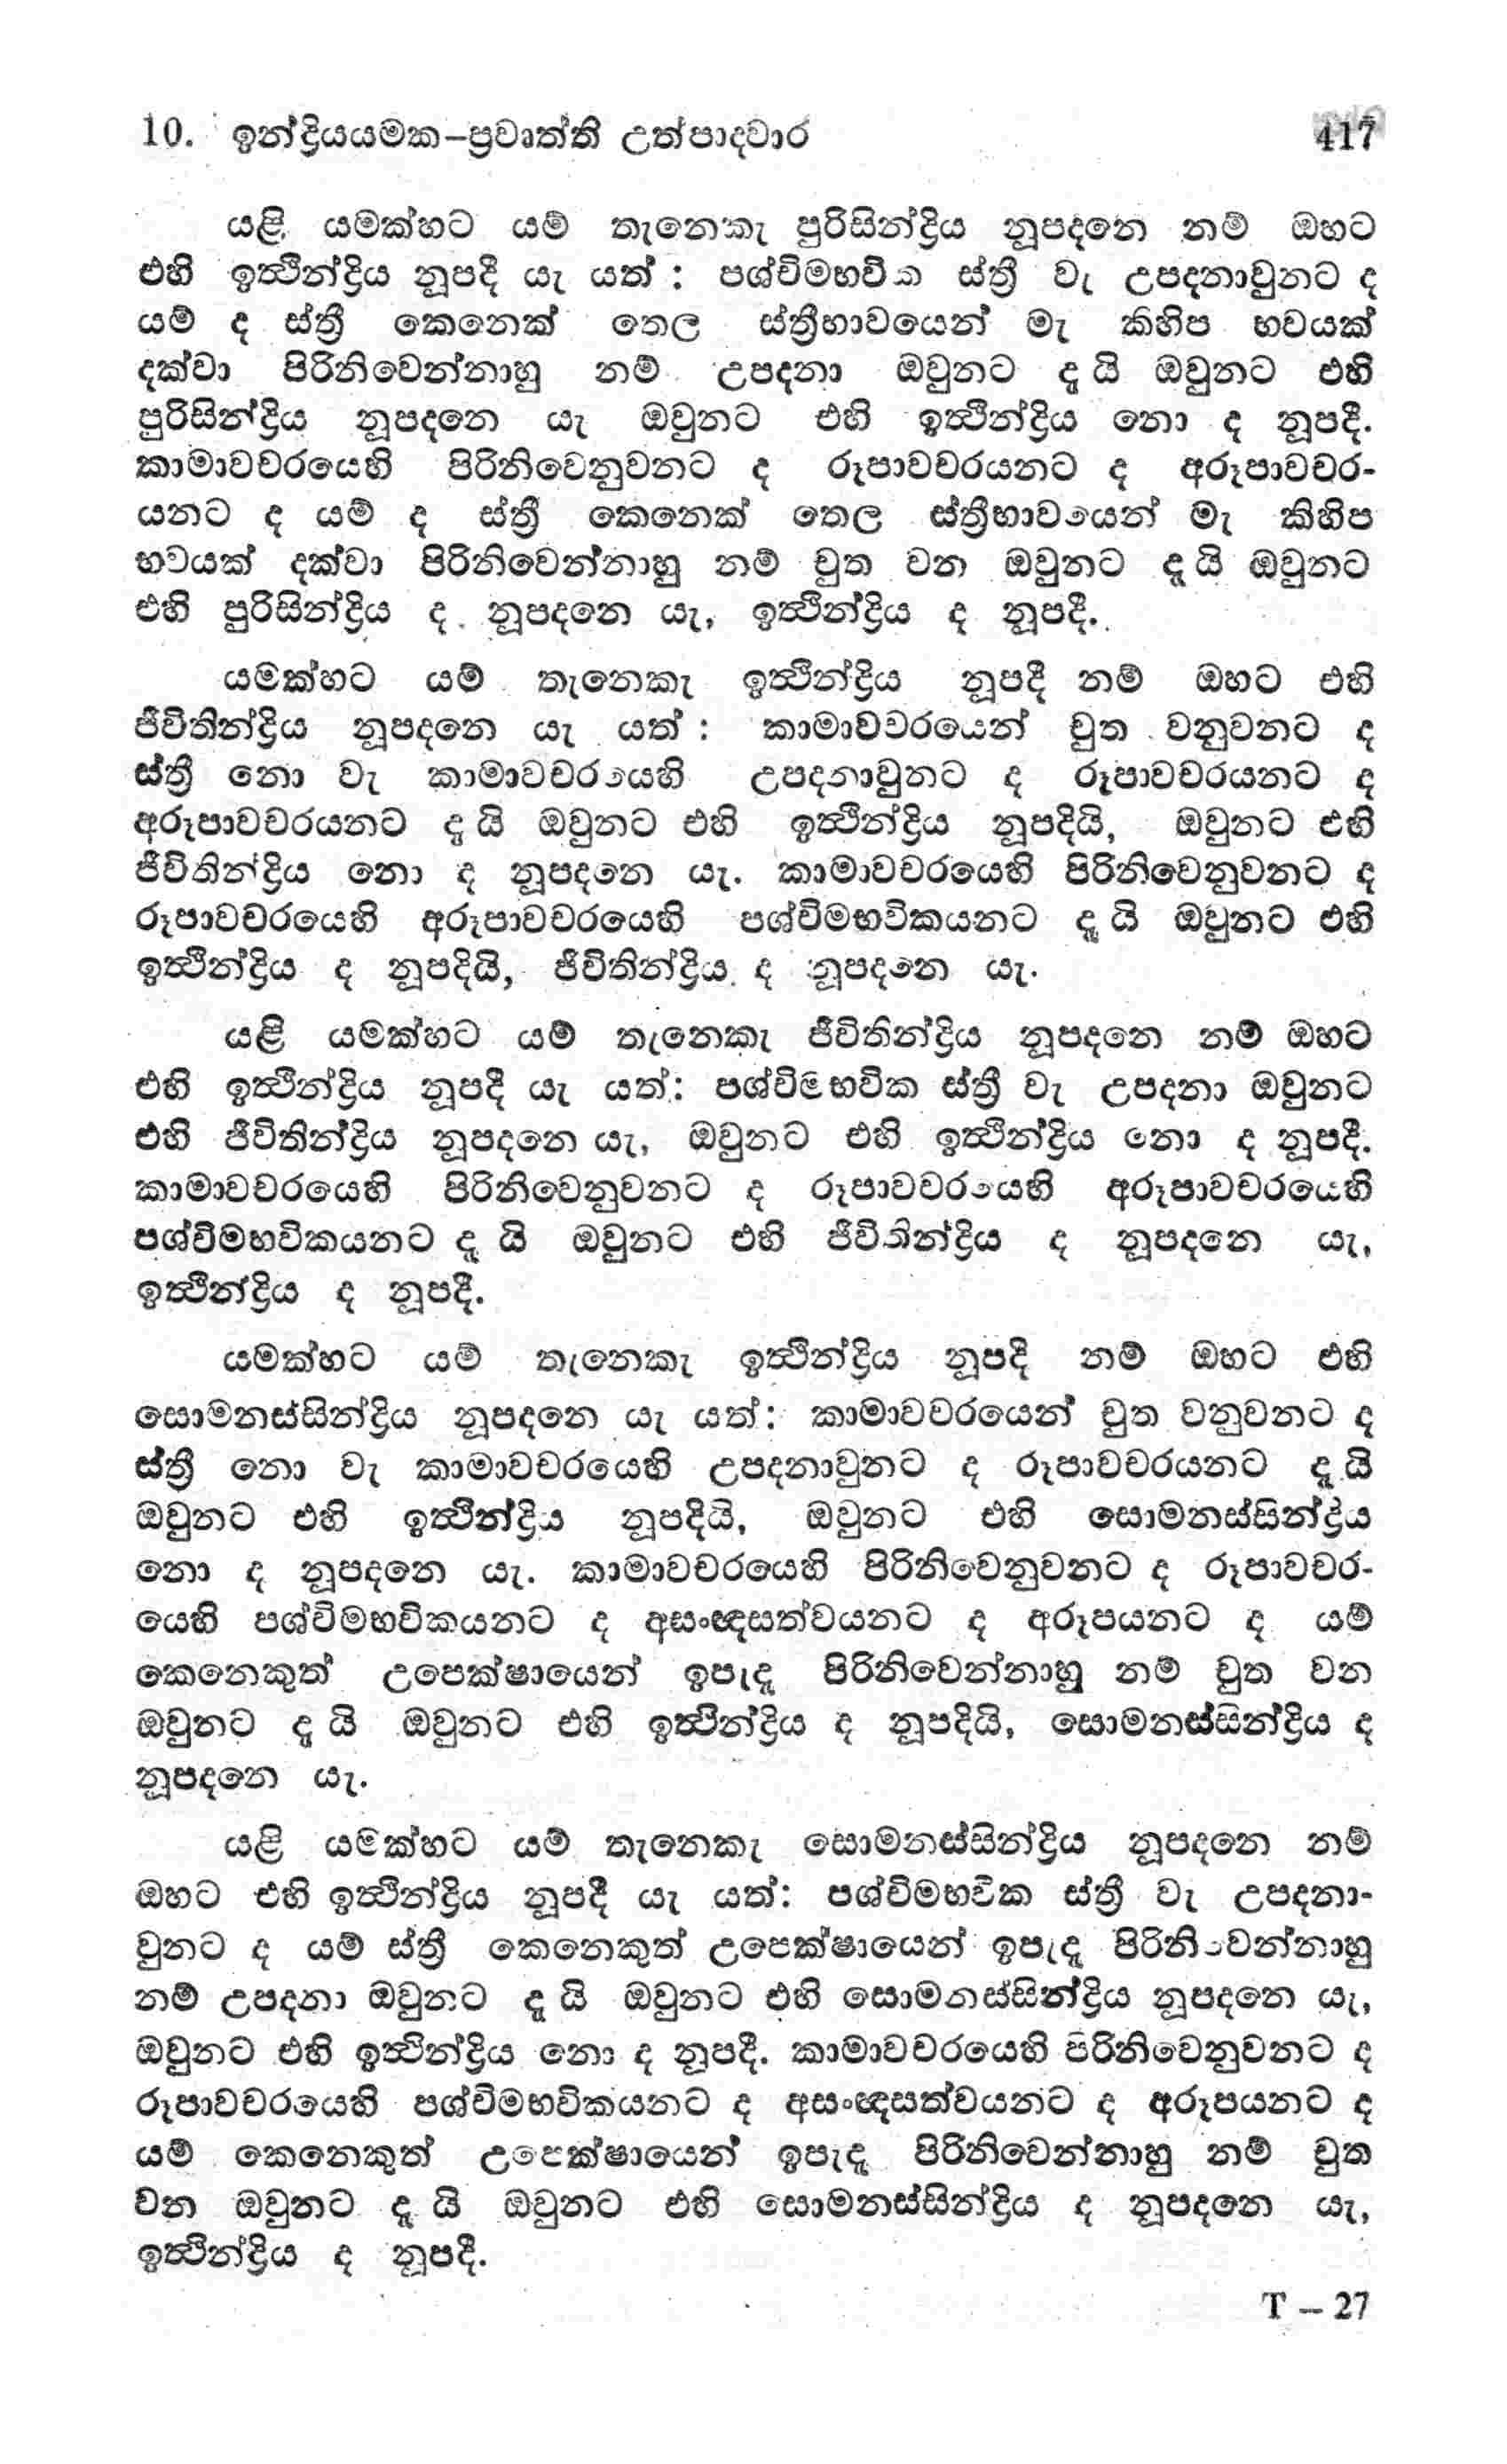 10. ඉන්ද්‍රියයමක–ප්‍රවෘත්ති උත්පාදවාර 417
යළි යමක්හට යම් තැනෙකැ පුරිසින්ද්‍රිය නූපදනෙ නම් ඔහට
එහි ඉත්‍ථින්ද්‍රිය නූපදී යැ යත් : පශ්චිමභවික ස්ත්‍රී වැ උපදනාවුනට ද
යම් ද ස්ත්‍රී කෙනෙක් තෙල ස්ත්‍රීභාවයෙන් මැ කිහිප භවයක්
දක්වා පිරිනිවෙන්නාහු නම් උපදනා ඔවුනට දැ යි ඔවුනට එහි
පුරිසින්ද්‍රිය නූපදනෙ යැ ඔවුනට එහි ඉත්‍ථින්ද්‍රිය නො ද නූපදී.
කාමාවචරයෙහි පිරිනිවෙනුවනට ද රූපාවචරයනට ද අරූපාවචර-
යනට ද යම් ද ස්ත්‍රී කෙනෙක් තෙල ස්ත්‍රීභාවයෙන් මැ කිහිප
භවයක් දක්වා පිරිනිවෙන්නාහු නම් චුත වන ඔවුනට දැ යි ඔවුනට
එහි පුරිසින්ද්‍රිය ද නූපදනෙ යැ, ඉත්‍ථින්ද්‍රිය ද නූපදී.
යමක්හට යම් තැනෙකැ ඉත්‍ථින්ද්‍රිය නූපදී නම් ඔහට එහි
ජීවිතින්ද්‍රිය නූපදනෙ යැ යත් : කාමාවචරයෙන් චුත වනුවනට ද
ස්ත්‍රී නො වැ කාමාවචරයෙහි උපදනාවුනට ද රූපාවචරයනට ද
අරූපාවචරයනට දැ යි ඔවුනට එහි ඉත්‍ථින්ද්‍රිය නූපදියි, ඔවුනට එහි
ජීවිතින්ද්‍රිය නො ද නූපදනෙ යැ. කාමාවචරයෙහි පිරිනිවෙනුවනට ද
රූපාවචරයෙහි අරූපාවචරයෙහි පශ්චිමභවිකයනට දැ යි ඔවුනට එහි
ඉත්‍ථින්ද්‍රිය ද නූපදියි, ජීවිතින්ද්‍රිය ද නූපදනෙ යැ.
යළි යමක්හට යම් තැනෙකැ ජීවිතින්ද්‍රිය නූපදනෙ නම් ඔහට
එහි ඉත්‍ථින්ද්‍රිය නූපදී යැ යත්: පශ්චිමභවික ස්ත්‍රී වැ උපදනා ඔවුනට
එහි ජීවිතින්ද්‍රිය නූපදනෙ යැ, ඔවුනට එහි ඉත්‍ථින්ද්‍රිය නො ද නූපදී.
කාමාවචරයෙහි පිරිනිවෙනුවනට ද රූපාවචරයෙහි අරූපාවචරයෙහි
පශ්චිමභවිකයනට දැ යි ඔවුනට එහි ජීවිතින්ද්‍රිය ද නූපදනෙ යැ,
ඉත්‍ථින්ද්‍රිය ද නූපදී.
යමක්හට යම් තැනෙකැ ඉත්‍ථින්ද්‍රිය නූපදී නම් ඔහට එහි
සොමනස්සින්ද්‍රිය නූපදනෙ යැ යත්: කාමාවචරයෙන් චුත වනුවනට ද
ස්ත්‍රී නො වැ කාමාවචරයෙහි උපදනාවුනට ද රූපාවචරයනට දැ යි
ඔවුනට එහි ඉත්‍ථින්ද්‍රිය නූපදියි, ඔවුනට එහි සොමනස්සින්ද්‍රිය
නො ද නූපදනෙ යැ. කාමාවචරයෙහි පිරිනිවෙනුවනට ද රූපාවචර-
යෙහි පශ්චිමභවිකයනට ද අසංඥසත්වයනට ද අරූපයනට ද යම්
කෙනෙකුත් උපෙක්ෂායෙන් ඉපැදැ පිරිනිවෙන්නාහු නම් චුත වන
ඔවුනට දැ යි ඔවුනට එහි ඉත්‍ථින්ද්‍රිය ද නූපදියි, සොමනස්සින්ද්‍රිය ද
නූපදනෙ යැ.
යළි යමක්හට යම් තැනෙකැ සොමනස්සින්ද්‍රිය නූපදනෙ නම්
ඔහට එහි ඉත්‍ථින්ද්‍රිය නූපදී යැ යත්: පශ්චිමභවික ස්ත්‍රී වැ උපදනා-
වුනට ද යම් ස්ත්‍රී කෙනෙකුත් උපෙක්ෂායෙන් ඉපැදැ පිරිනිවෙන්නාහු
නම් උපදනා ඔවුනට දැ යි ඔවුනට එහි සොමනස්සින්ද්‍රිය නූපදනෙ යැ,
ඔවුනට එහි ඉත්‍ථින්ද්‍රිය නො ද නූපදී. කාමාවචරයෙහි පිරිනිවෙනුවනට ද
රූපාවචරයෙහි පශ්චිමභවිකයනට ද අසංඥසත්වයනට ද අරූපයනට ද
යම් කෙනෙකුත් උපෙක්ෂායෙන් ඉපැදැ පිරිනිවෙන්නාහු නම් චුත
වන ඔවුනට දැ යි ඔවුනට එහි සොමනස්සින්ද්‍රිය ද නූපදනෙ යැ,
ඉත්‍ථින්ද්‍රිය ද නූපදී.
T – 27